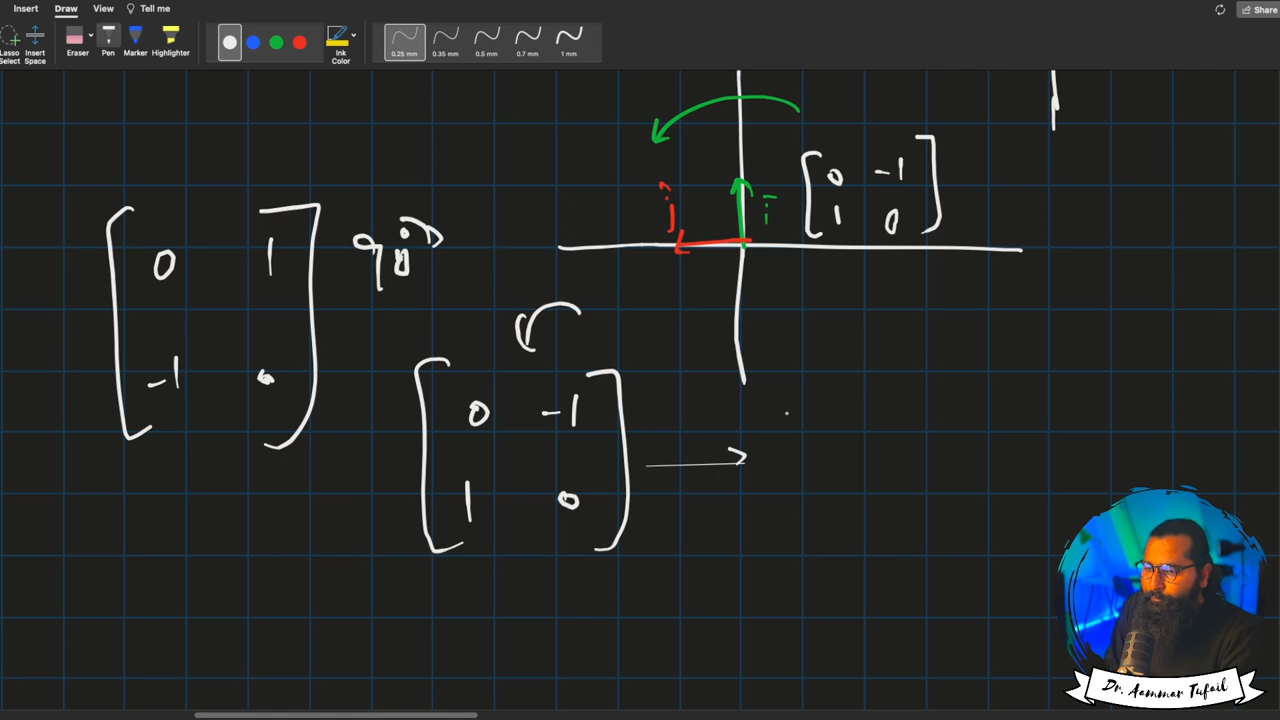 Insert Draw View Tell me Share
Lasso Select
Insert Space
Eraser
Pen
Marker
Highlighter
Ink Color
0.25 mm
0.35 mm
0.5 mm
0.7 mm
1 mm
0 -1
1 0
ĵ
i
0 1
-1 0
90°
0 -1
1 0
Dr. Aammar Tufail